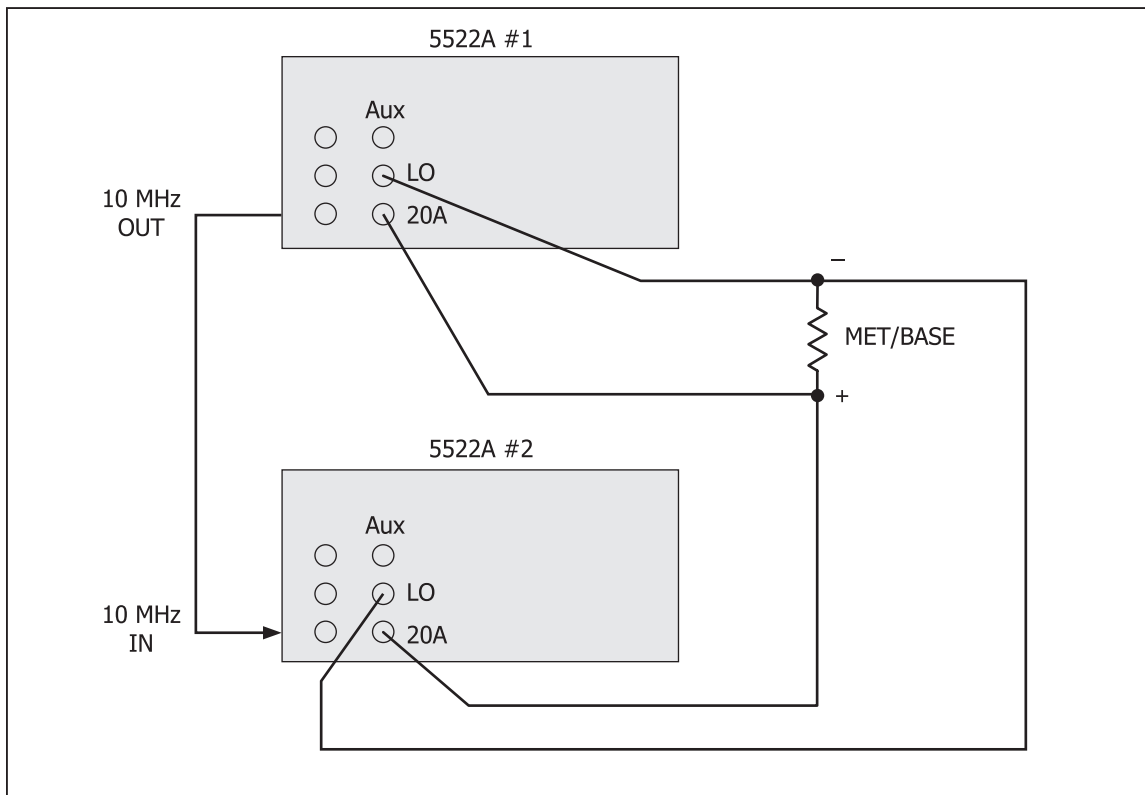 5522A #1
Aux
LO
20A
10 MHz
OUT
–
MET/BASE
+
5522A #2
Aux
LO
20A
10 MHz
IN